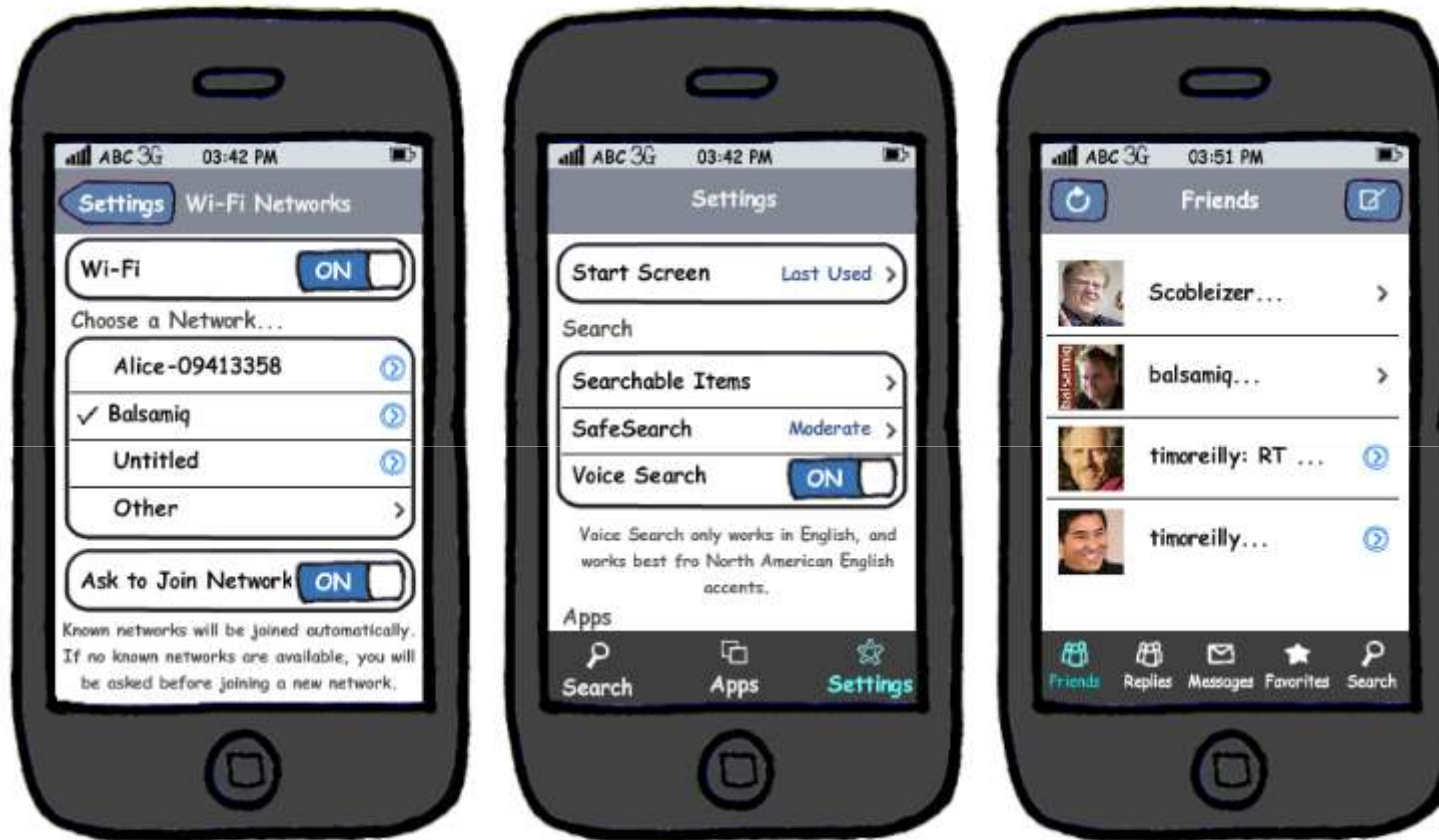 ABC 3G 03:42 PM
Settings Wi-Fi Networks
Wi-Fi ON
Choose a Network...
Alice-09413358
Balsamiq
Untitled
Other
Ask to Join Network ON
Known networks will be joined automatically.
If no known networks are available, you will
be asked before joining a new network.
ABC 3G 03:42 PM
Settings
Start Screen Last Used
Search
Searchable Items
SafeSearch Moderate
Voice Search ON
Voice Search only works in English, and
works best fro North American English
accents.
Apps
Search Apps Settings
ABC 3G 03:51 PM
Friends
Scobleizer...
balsamiq balsamiq...
timoreilly: RT ...
timoreilly...
Friends Replies Messages Favorites Search